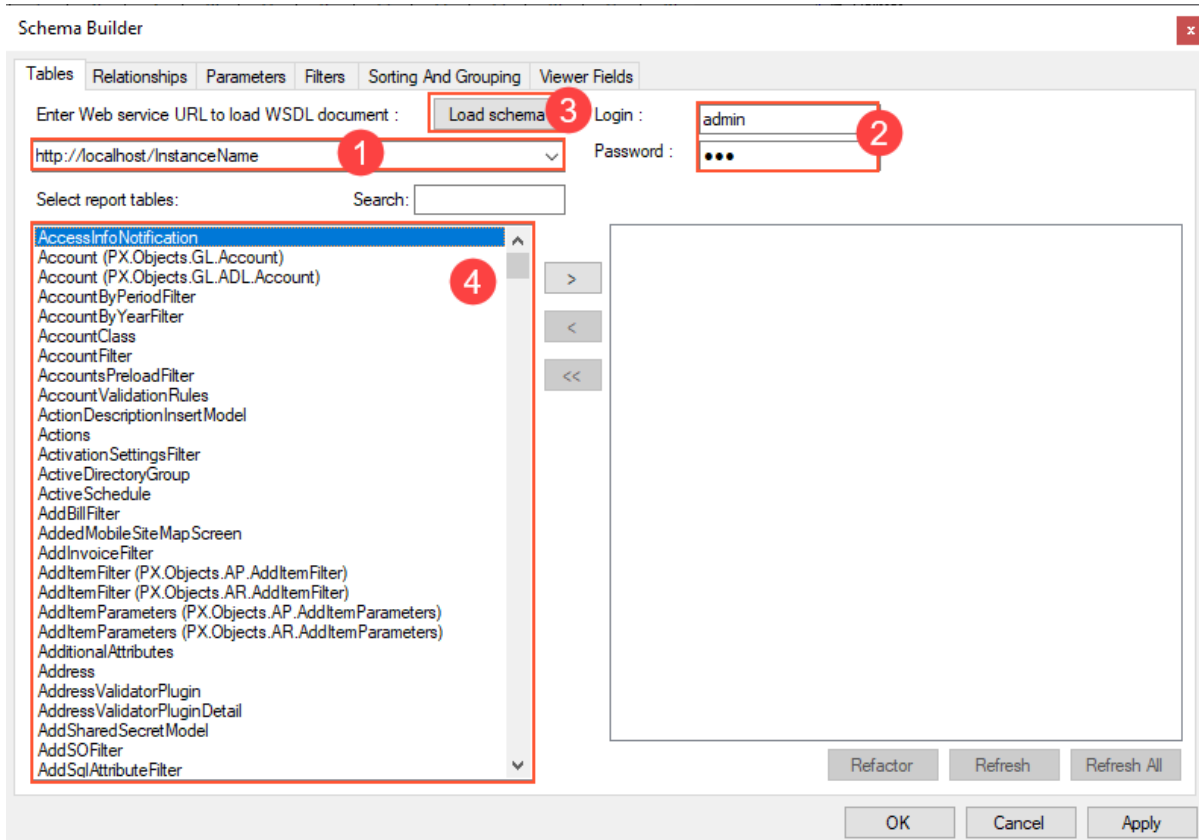 Schema Builder
x
Tables Relationships Parameters Filters Sorting And Grouping Viewer Fields
Enter Web service URL to load WSDL document : Load schema 3 Login : admin
http://localhost/InstanceName 1 Password : ●●● 2
Select report tables: Search:
AccessInfoNotification
Account (PX.Objects.GL.Account)
Account (PX.Objects.GL.ADL.Account)
4
AccountByPeriodFilter
AccountByYearFilter
AccountClass
AccountFilter
AccountsPreloadFilter
AccountValidationRules
ActionDescriptionInsertModel
Actions
ActivationSettingsFilter
ActiveDirectoryGroup
ActiveSchedule
AddBillFilter
AddedMobileSiteMapScreen
AddInvoiceFilter
AddItemFilter (PX.Objects.AP.AddItemFilter)
AddItemFilter (PX.Objects.AR.AddItemFilter)
AddItemParameters (PX.Objects.AP.AddItemParameters)
AddItemParameters (PX.Objects.AR.AddItemParameters)
AdditionalAttributes
Address
AddressValidatorPlugin
AddressValidatorPluginDetail
AddSharedSecretModel
AddSOFilter
AddSqlAttributeFilter
>
<
<<
Refactor Refresh Refresh All
OK Cancel Apply